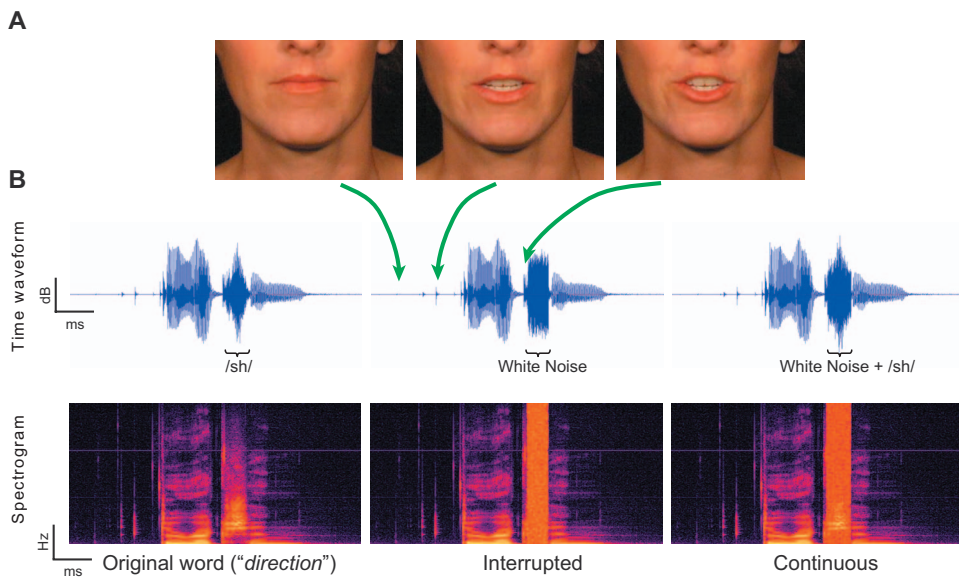 A
B
Time waveform
dB
ms
/sh/
White Noise
White Noise + /sh/
Spectrogram
Hz
ms
Original word ("direction")
Interrupted
Continuous